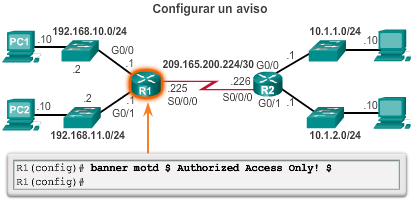 Configurar un aviso
192.168.10.0/24
10.1.1.0/24
PC1
.10
G0/0
.2
.1
209.165.200.224/30
G0/0
.1
.10
R1
.225
S0/0/0
.226
S0/0/0
R2
PC2
.10
.2
.1
G0/1
192.168.11.0/24
.1
G0/1
.1
.10
10.1.2.0/24
R1(config)# banner motd $ Authorized Access Only! $
R1(config)#